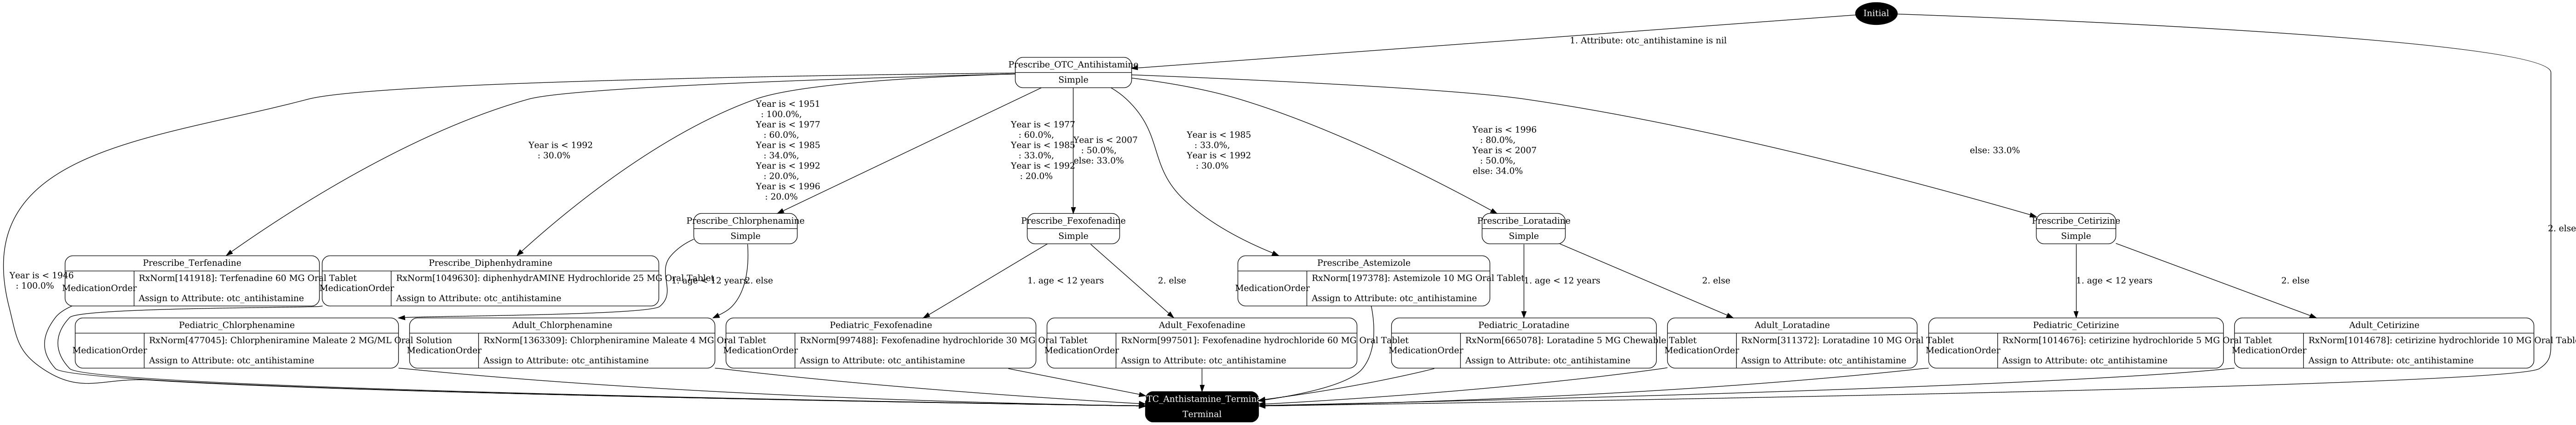 Initial
1. Attribute: otc_antihistamine is nil
Prescribe_OTC_Antihistamine
Simple
Year is < 1951
: 100.0%,
Year is < 1977
: 60.0%,
Year is < 1985
: 34.0%,
Year is < 1992
: 20.0%,
Year is < 1996
: 20.0%
Year is < 1992
: 30.0%
Year is < 1977
: 60.0%,
Year is < 1985
: 33.0%,
Year is < 1992
: 20.0%
Year is < 2007
: 50.0%,
else: 33.0%
Year is < 1985
: 33.0%,
Year is < 1992
: 30.0%
Year is < 1996
: 80.0%,
Year is < 2007
: 50.0%,
else: 34.0%
else: 33.0%
2. else
Prescribe_Chlorphenamine
Simple
Prescribe_Fexofenadine
Simple
Prescribe_Loratadine
Simple
Prescribe_Cetirizine
Simple
Year is < 1946
: 100.0%
Prescribe_Terfenadine
MedicationOrder
RxNorm[141918]: Terfenadine 60 MG Oral Tablet
Assign to Attribute: otc_antihistamine
Prescribe_Diphenhydramine
MedicationOrder
RxNorm[1049630]: diphenhydrAMINE Hydrochloride 25 MG Oral Tablet
Assign to Attribute: otc_antihistamine
1. age < 12 years
2. else
1. age < 12 years
2. else
Prescribe_Astemizole
MedicationOrder
RxNorm[197378]: Astemizole 10 MG Oral Tablet
Assign to Attribute: otc_antihistamine
1. age < 12 years
2. else
1. age < 12 years
2. else
Pediatric_Chlorphenamine
MedicationOrder
RxNorm[477045]: Chlorpheniramine Maleate 2 MG/ML Oral Solution
Assign to Attribute: otc_antihistamine
Adult_Chlorphenamine
MedicationOrder
RxNorm[1363309]: Chlorpheniramine Maleate 4 MG Oral Tablet
Assign to Attribute: otc_antihistamine
Pediatric_Fexofenadine
MedicationOrder
RxNorm[997488]: Fexofenadine hydrochloride 30 MG Oral Tablet
Assign to Attribute: otc_antihistamine
Adult_Fexofenadine
MedicationOrder
RxNorm[997501]: Fexofenadine hydrochloride 60 MG Oral Tablet
Assign to Attribute: otc_antihistamine
Pediatric_Loratadine
MedicationOrder
RxNorm[665078]: Loratadine 5 MG Chewable Tablet
Assign to Attribute: otc_antihistamine
Adult_Loratadine
MedicationOrder
RxNorm[311372]: Loratadine 10 MG Oral Tablet
Assign to Attribute: otc_antihistamine
Pediatric_Cetirizine
MedicationOrder
RxNorm[1014676]: cetirizine hydrochloride 5 MG Oral Tablet
Assign to Attribute: otc_antihistamine
Adult_Cetirizine
MedicationOrder
RxNorm[1014678]: cetirizine hydrochloride 10 MG Oral
Assign to Attribute: otc_antihistamine
TC_Anthistamine_Termina
Terminal